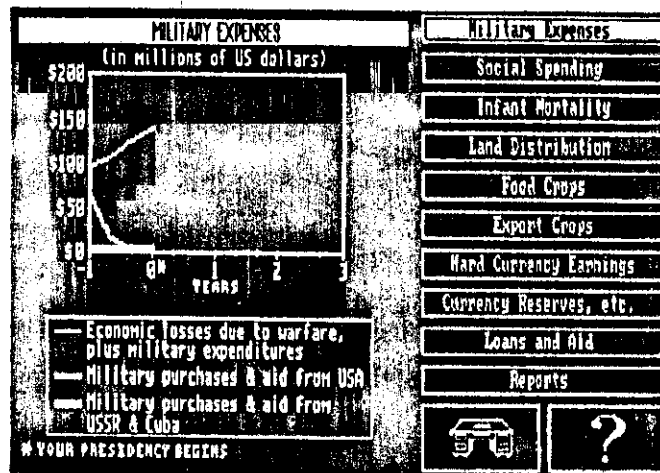 MILITARY EXPENSES
(in Millions of US dollars)
$200
$150
$100
$50
$0
-1 0* 1 2 3
YEARS
Economic losses due to warfare,
plus military expenditures
Military purchases & aid from USA
Military purchases & aid from
USSR & Cuba
* YOUR PRESIDENCY BEGINS
Military Expenses
Social Spending
Infant Mortality
Land Distribution
Food Crops
Export Crops
Hard Currency Earnings
Currency Reserves, etc.
Loans and Aid
Reports
?